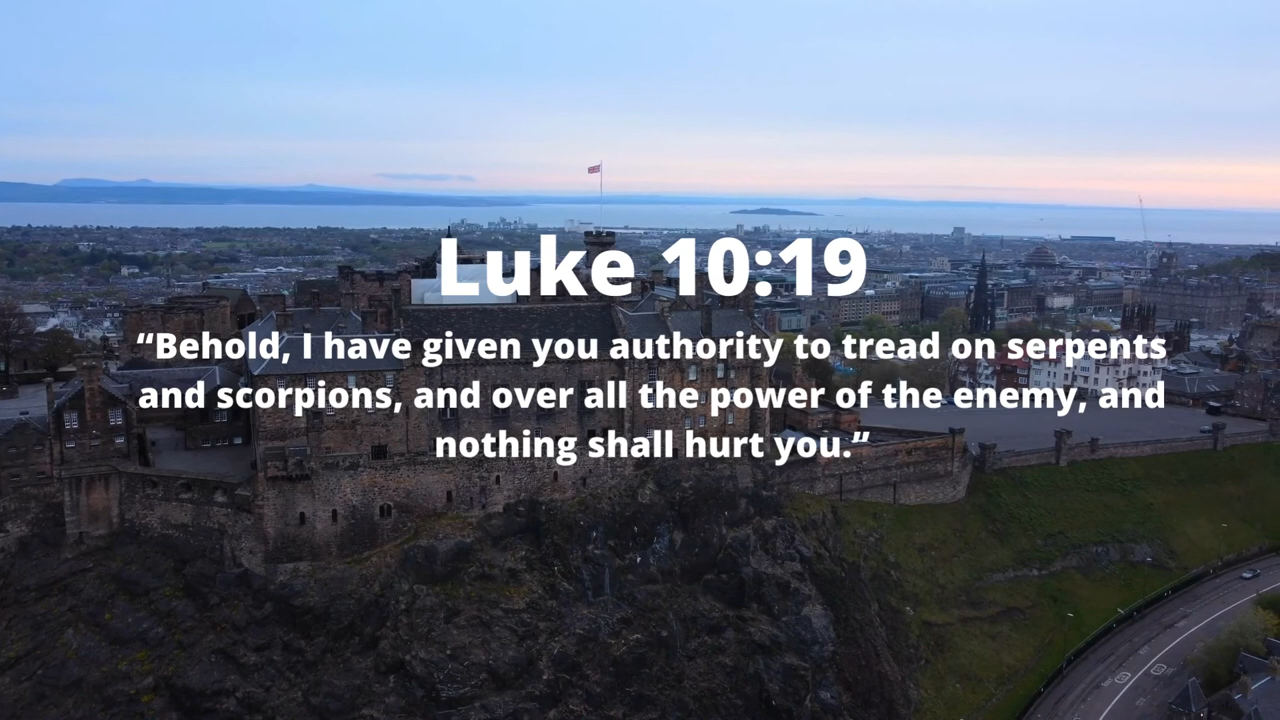 Luke 10:19
“Behold, I have given you authority to tread on serpents
and scorpions, and over all the power of the enemy, and
nothing shall hurt you.”